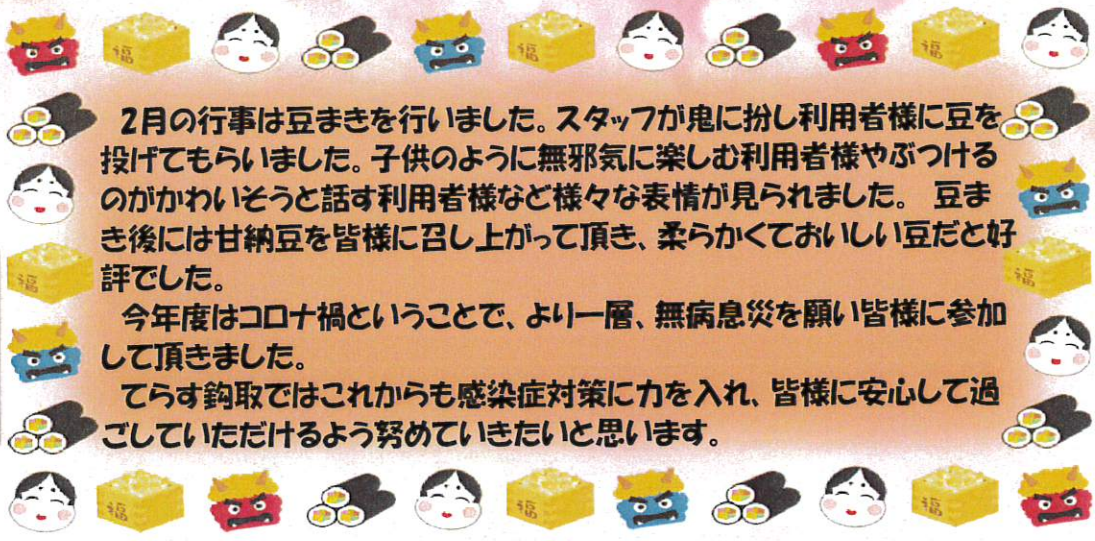 2月の行事は豆まきを行いました。スタッフが鬼に扮し利用者様に豆を
投げてもらいました。子供のように無邪気に楽しむ利用者様やぶつける
のがかわいそうと話す利用者様など様々な表情が見られました。 豆ま
き後には甘納豆を皆様に召し上がって頂き、柔らかくておいしい豆だと好
評でした。
今年度はコロナ禍ということで、より一層、無病息災を願い皆様に参加
して頂きました。
てらす鈎取ではこれからも感染症対策に力を入れ、皆様に安心して過
ごしていただけるよう努めていきたいと思います。
福
福
福
福
福
福
福
福